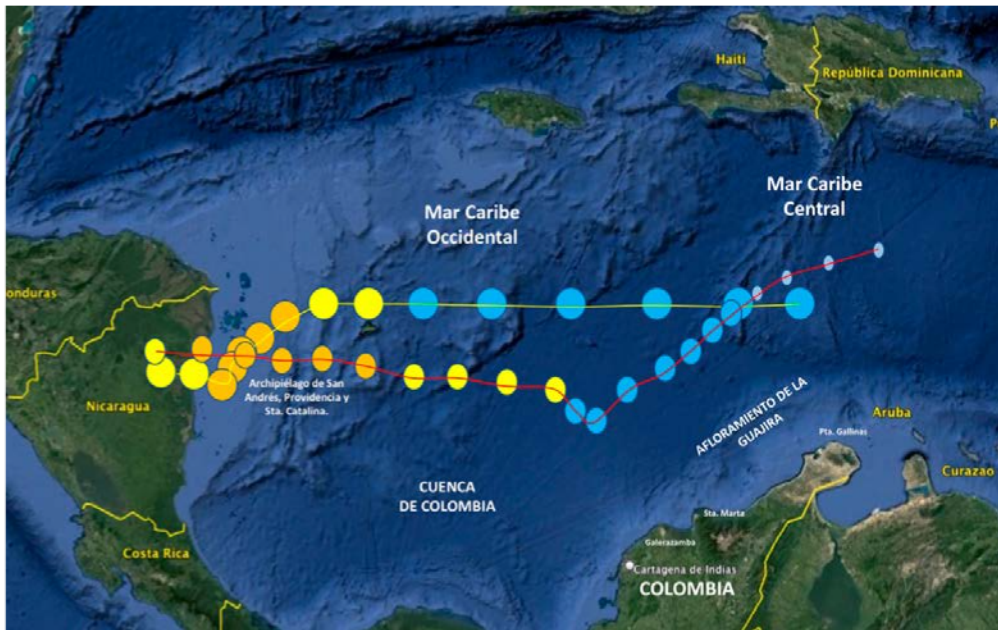 Haití
República Dominicana
Mar Caribe
Central
Mar Caribe
Occidental
onduras
Nicaragua
Archipiélago de San
Andrés, Providencia y
Sta. Catalina.
AFLORAMIENTO DE LA
GUAJIRA
Aruba
Pta. Gallinas
Curazao
CUENCA
DE COLOMBIA
Sta. Marta
Galerazamba
Costa Rica
Cartagena de Indias
COLOMBIA